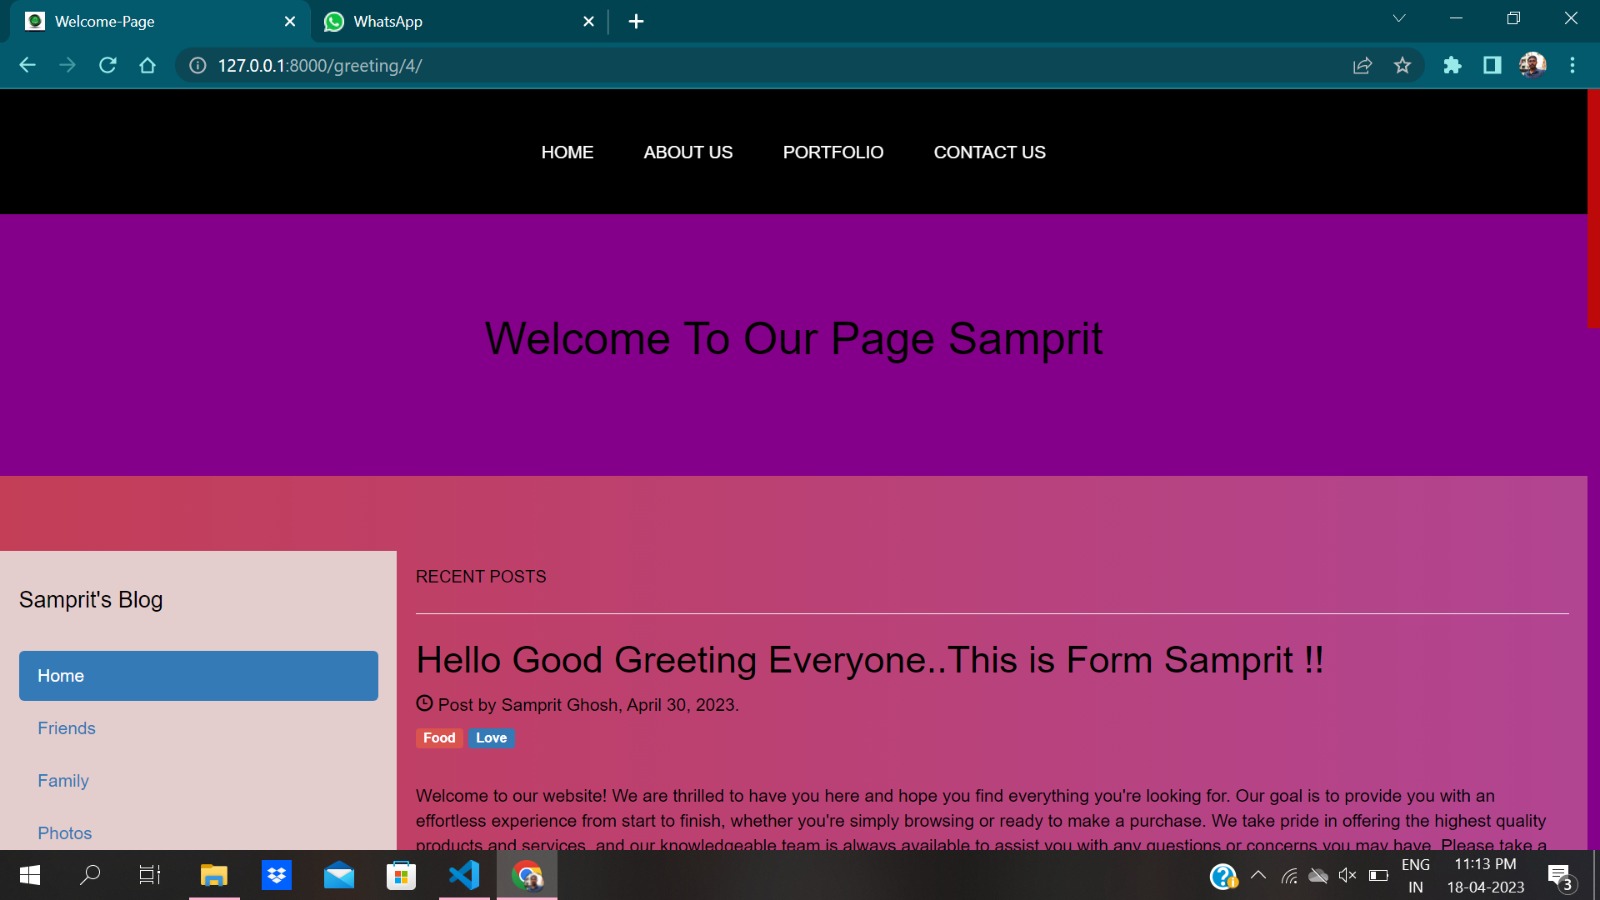 Welcome-Page
WhatsApp
127.0.0.1:8000/greeting/4/
HOME ABOUT US PORTFOLIO CONTACT US
Welcome To Our Page Samprit
Samprit's Blog
Home
Friends
Family
Photos
RECENT POSTS
Hello Good Greeting Everyone..This is Form Samprit !!
Post by Samprit Ghosh, April 30, 2023.
Food Love
Welcome to our website! We are thrilled to have you here and hope you find everything you're looking for. Our goal is to provide you with an
effortless experience from start to finish, whether you're simply browsing or ready to make a purchase. We take pride in offering the highest quality
products and services, and our knowledgeable team is always available to assist you with any questions or concerns you may have. Please take a
ENG
IN
11:13 PM
18-04-2023
3